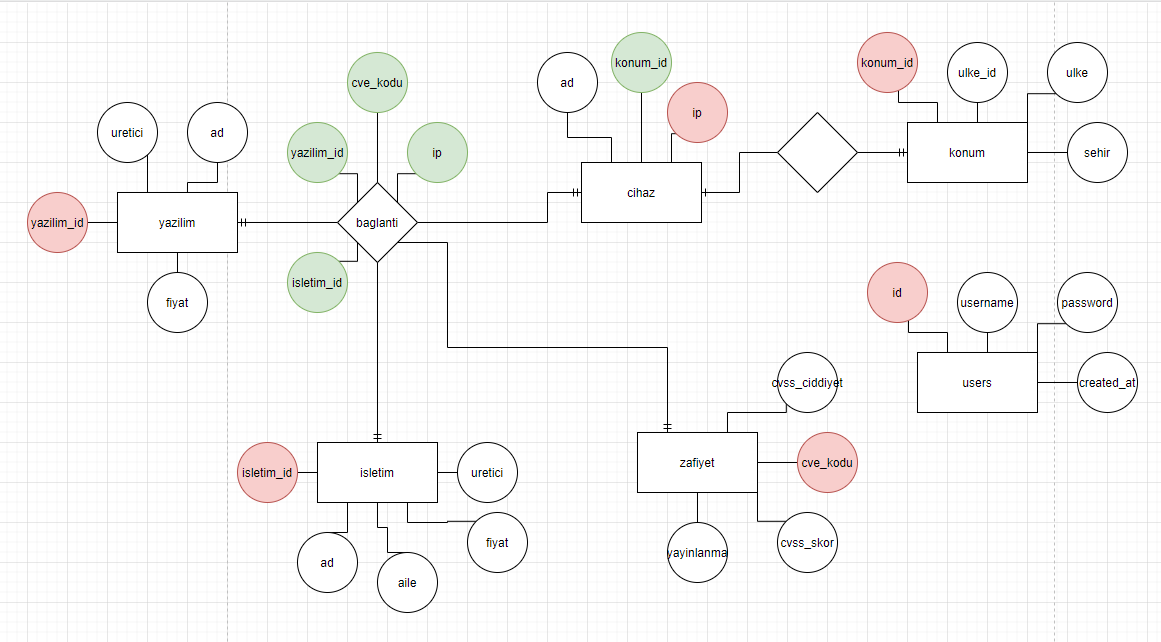 cve_kodu
uretici
ad
yazilim_id
ip
yazilim_id
yazilim
baglanti
fiyat
isletim_id
ad
konum_id
ip
cihaz
konum_id
ulke_id
ulke
konum
sehir
id
username
password
users
created_at
isletim_id
isletim
uretici
ad
aile
fiyat
cvss_ciddiyet
zafiyet
cve_kodu
yayinlanma
cvss_skor